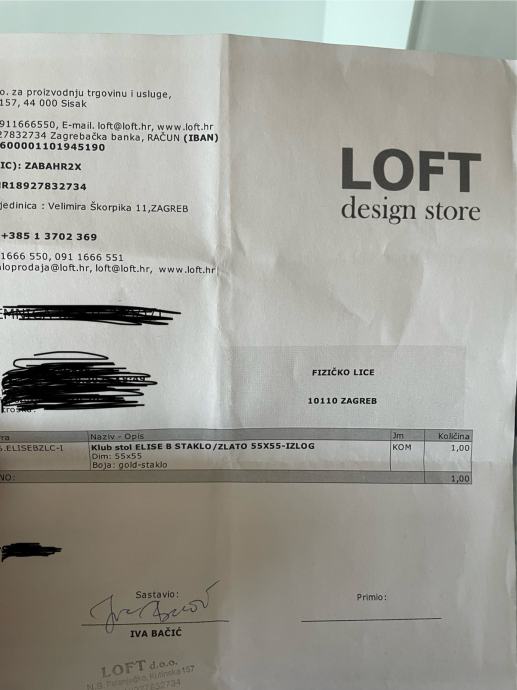 o. za proizvodnju trgovinu i usluge,
157, 44 000 Sisak
911666550, E-mail. loft@loft.hr, www.loft.hr
27832734 Zagrebačka banka, RAČUN (IBAN)
600001101945190
IC): ZABAHR2X
HR18927832734
jedinica : Velimira Škorpika 11,ZAGREB
+385 1 3702 369
1666 550, 091 1666 551
aloprodaja@loft.hr, loft@loft.hr, www.loft.hr
LOFT
design store
FIZIČKO LICE
10110 ZAGREB
ra Naziv - Opis Jm Količina
.ELISEBZLC-I Klub stol ELISE B STAKLO/ZLATO 55X55-IZLOG KOM 1,00
Dim: 55x55
Boja: gold-staklo
NO: 1,00
Sastavio:
Primio:
IVA BAČIĆ
LOFT d.o.o.
157